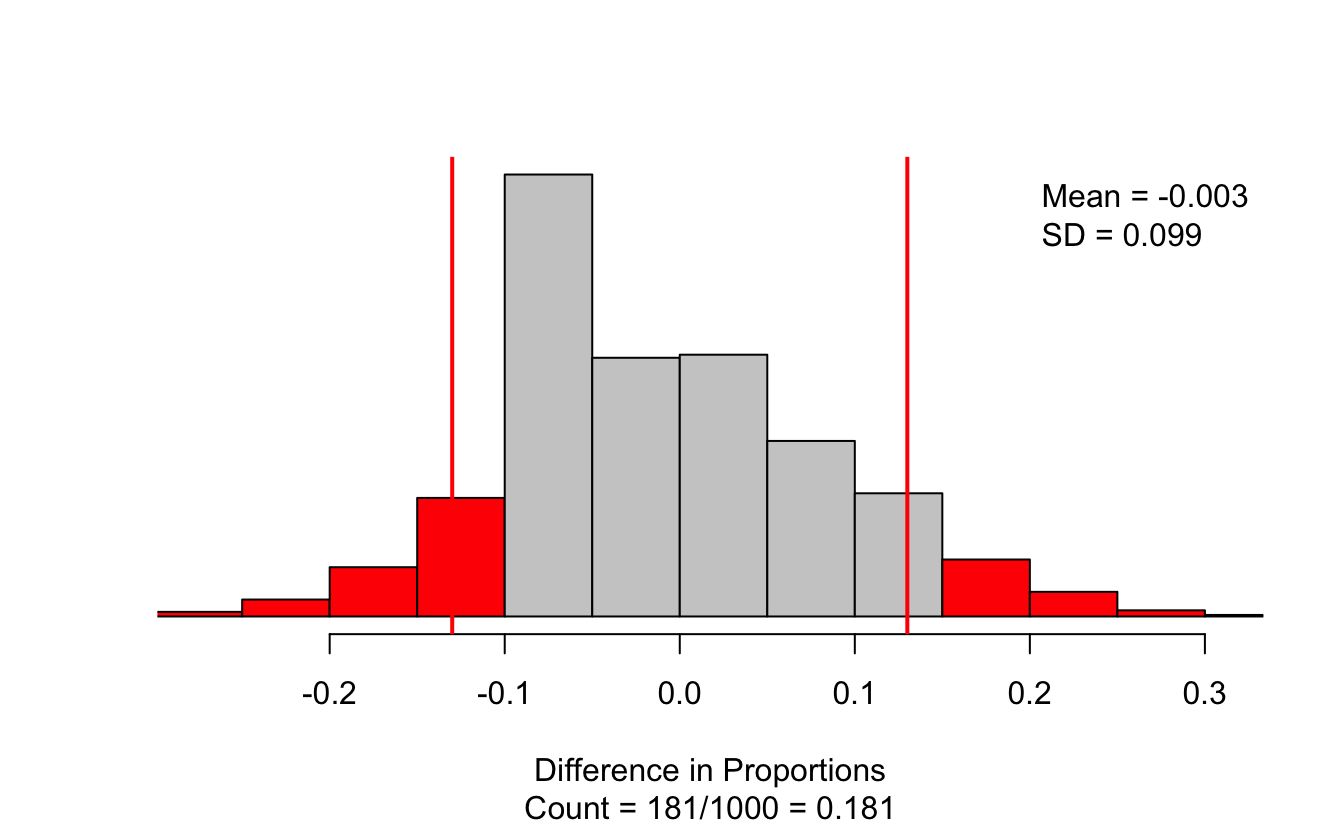 Mean = -0.003
SD = 0.099
-0.2 -0.1 0.0 0.1 0.2 0.3
Difference in Proportions
Count = 181/1000 = 0.181